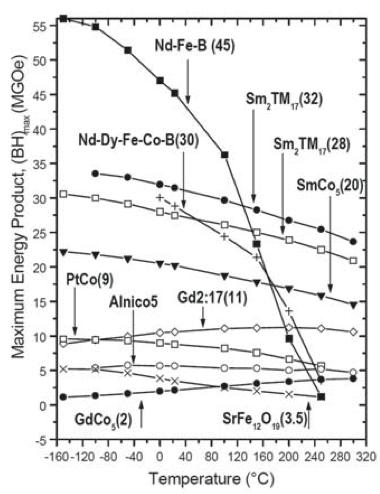 Maximum Energy Product, (BH)max (MGOe)
55
50
45
40
35
30
25
20
15
10
5
0
-5
Nd-Fe-B (45)
Sm2TM17(32)
Nd-Dy-Fe-Co-B(30)
Sm2TM17(28)
SmCo5(20)
PtCo(9)
Alnico5
Gd2:17(11)
GdCo5(2)
SrFe12O19(3.5)
-160 -120 -80 -40 0 40 80 120 160 200 240 280 320
Temperature (°C)